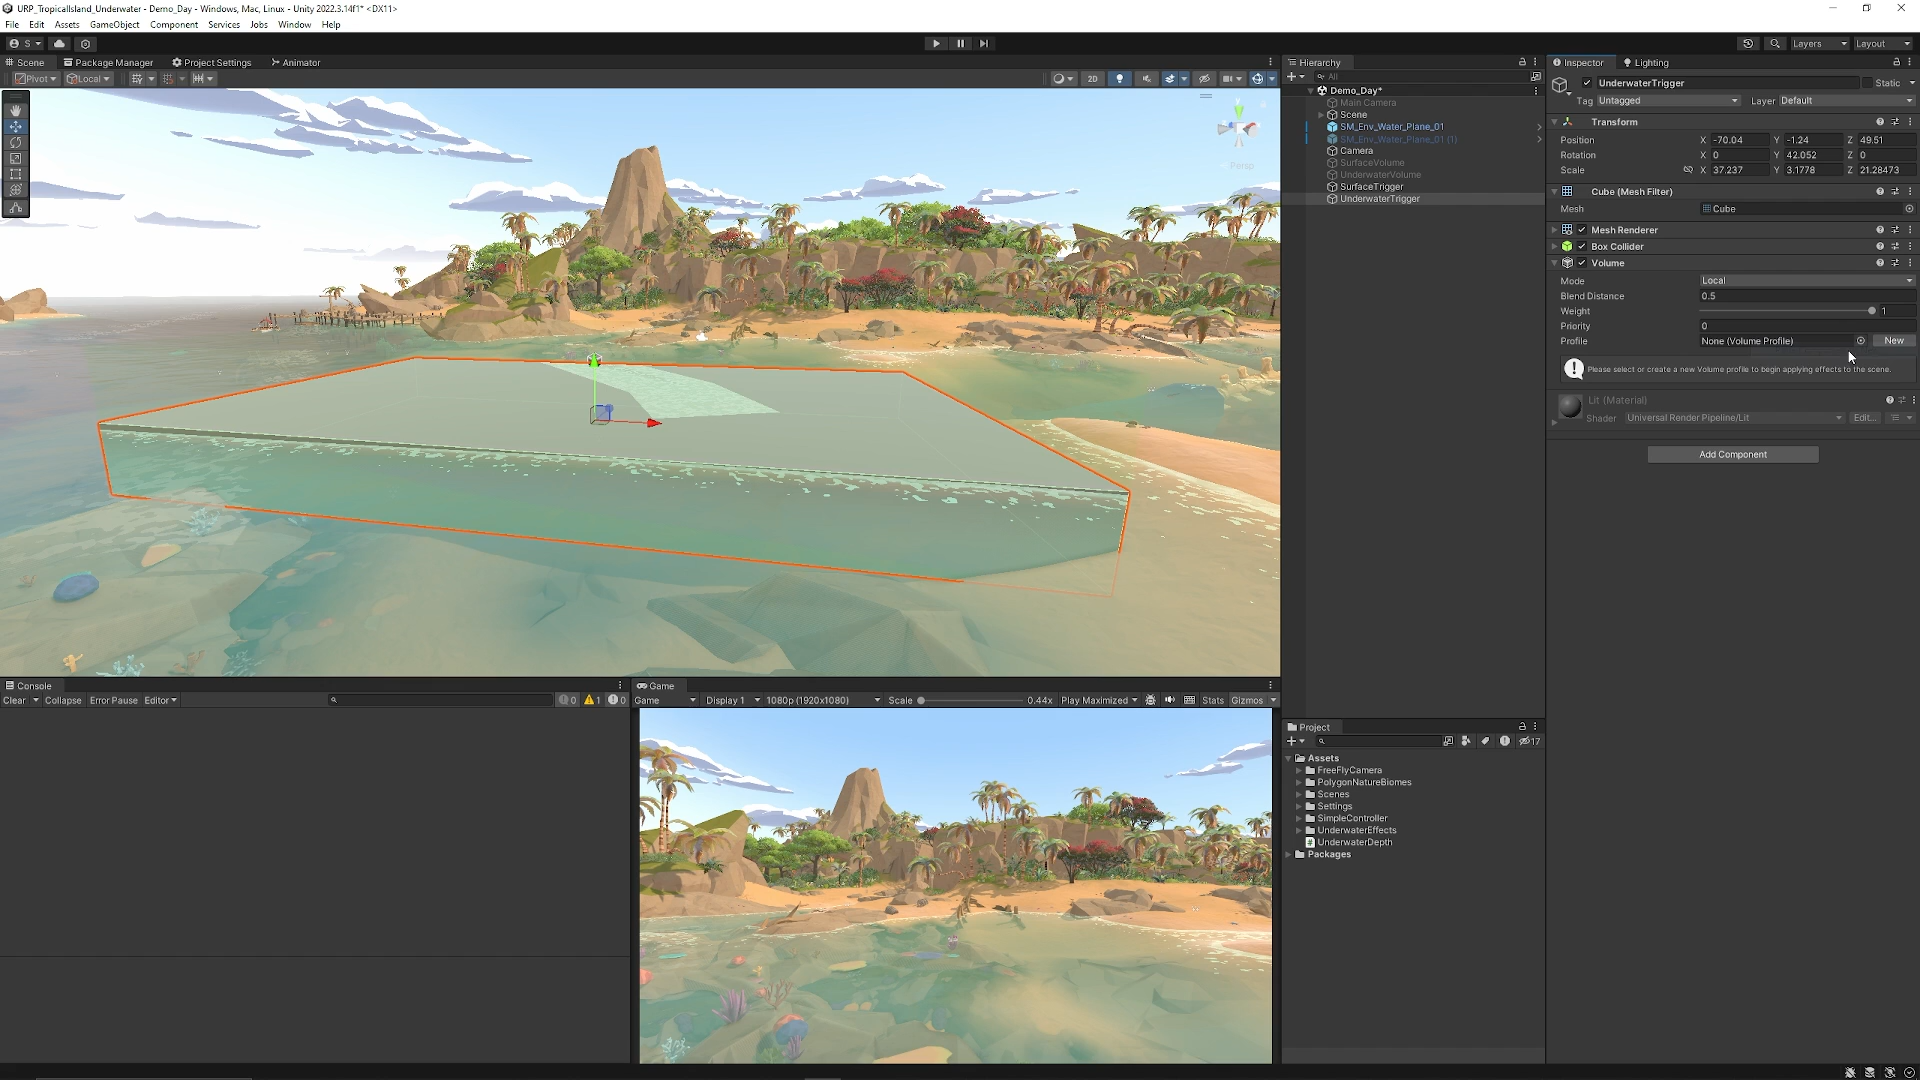 URP_TropicalIsland_Underwater - Demo_Day - Windows, Mac, Linux - Unity 2022.3.14f1* <DX11>
File Edit Assets GameObject Component Services Jobs Window Help
S Layers Layout
Scene Package Manager Project Settings Animator
Pivot Local 2D
Persp
Hierarchy
All
Demo_Day*
Main Camera
Scene
SM_Env_Water_Plane_01
SM_Env_Water_Plane_01 (1)
Camera
SurfaceVolume
UnderwaterVolume
SurfaceTrigger
UnderwaterTrigger
Inspector Lighting
UnderwaterTrigger Static
Tag Untagged Layer Default
Transform
Position X -70.04 Y -1.24 Z 49.51
Rotation X 0 Y 42.052 Z 0
Scale X 37.237 Y 3.1778 Z 21.28473
Cube (Mesh Filter)
Mesh Cube
Mesh Renderer
Box Collider
Volume
Mode Local
Blend Distance 0.5
Weight 1
Priority 0
Profile None (Volume Profile) New
Please select or create a new Volume profile to begin applying effects to the scene.
Lit (Material)
Shader Universal Render Pipeline/Lit Edit...
Add Component
Console
Clear Collapse Error Pause Editor 0 1 0
Game
Game Display 1 1080p (1920x1080) Scale 0.44x Play Maximized Stats Gizmos
Project
17
Assets
FreeFlyCamera
PolygonNatureBiomes
Scenes
Settings
SimpleController
UnderwaterEffects
UnderwaterDepth
Packages